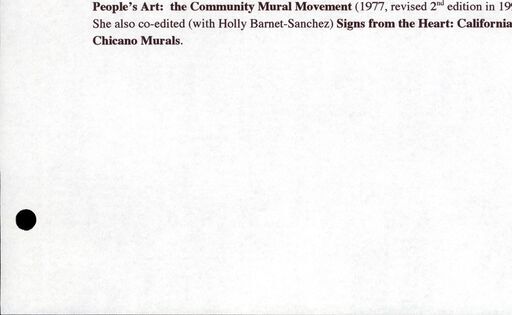 People's Art: the Community Mural Movement (1977, revised 2nd edition in 19
She also co-edited (with Holly Barnet-Sanchez) Signs from the Heart: California
Chicano Murals.